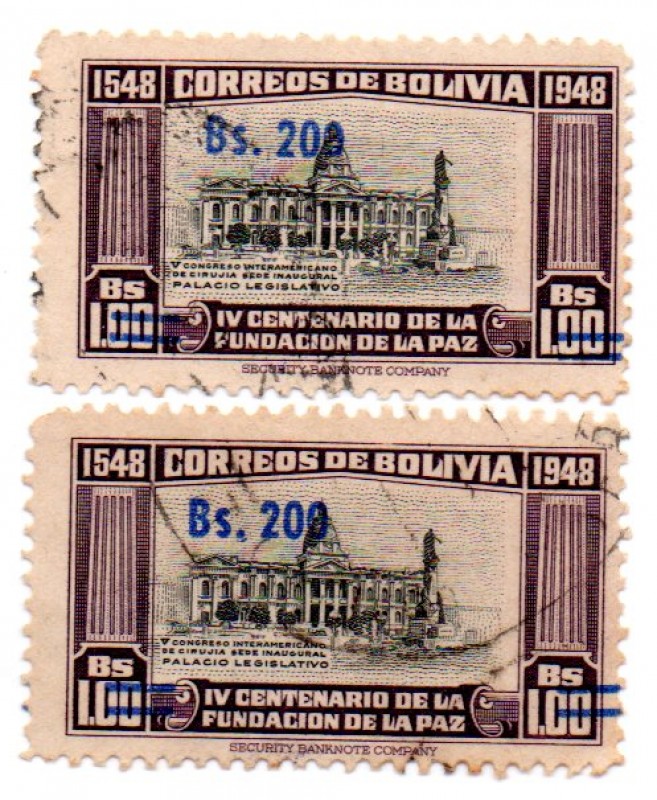 1548 CORREOS DE BOLIVIA 1948
Bs. 200
V CONGRESO INTERAMERICANO
DE CIRUJIA SEDE INAUGURAL
PALACIO LEGISLATIVO
Bs Bs
1.00 1.00
IV CENTENARIO DE LA
FUNDACION DE LA PAZ
SECURITY BANKNOTE COMPANY
1548 CORREOS DE BOLIVIA 1948
Bs. 200
V CONGRESO INTERAMERICANO
DE CIRUJIA SEDE INAUGURAL
PALACIO LEGISLATIVO
Bs Bs
1.00 1.00
IV CENTENARIO DE LA
FUNDACION DE LA PAZ
SECURITY BANKNOTE COMPANY